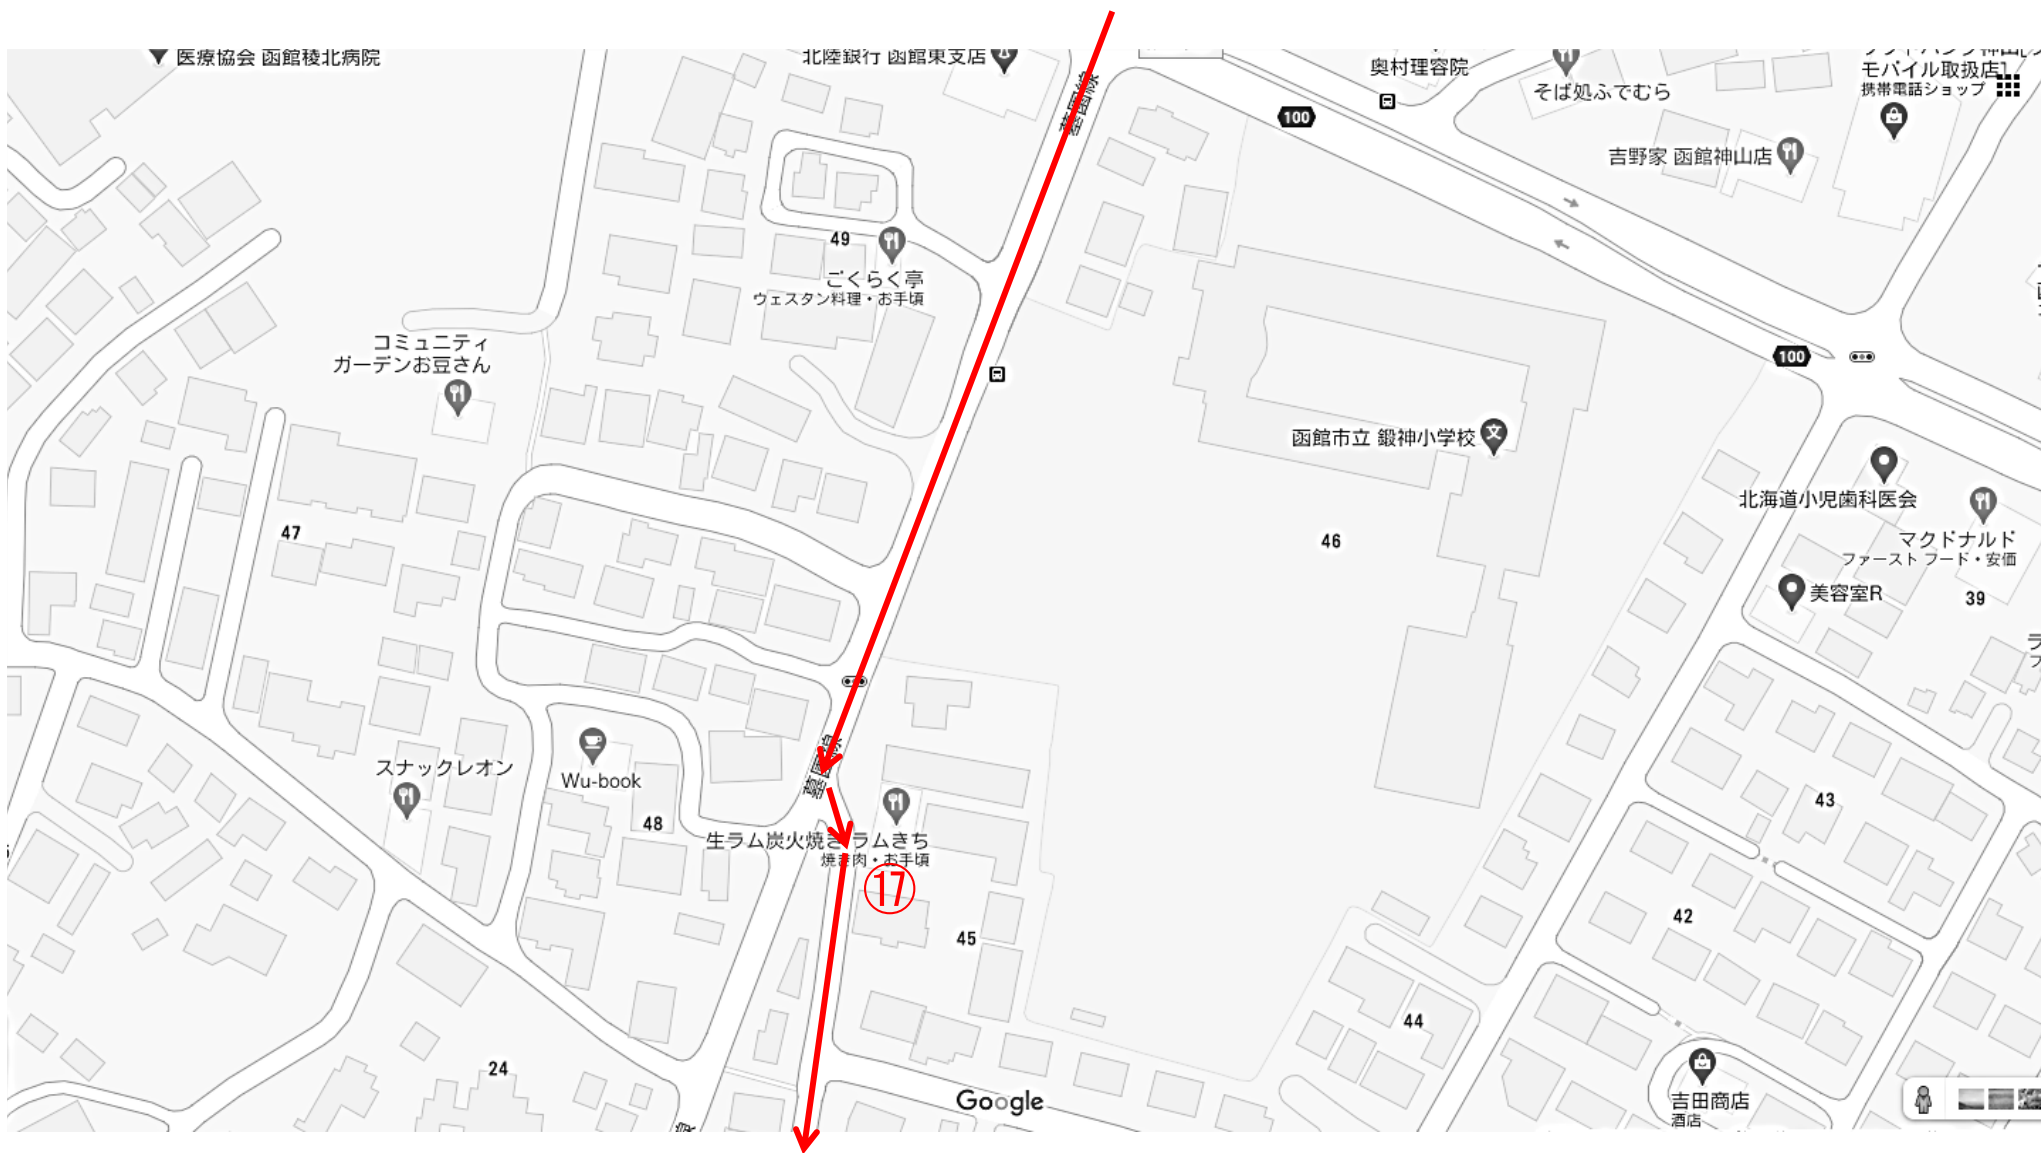 医療協会 函館稜北病院
北陸銀行 函館東支店
墓園線
100
奥村理容院
そば処ふでむら
モバイル取扱店]
携帯電話ショップ
吉野家 函館神山店
49
ごくらく亭
ウェスタン料理・お手頃
コミュニティ
ガーデンお豆さん
100
函館市立 鍛神小学校
北海道小児歯科医会
マクドナルド
ファースト フード・安価
美容室R
39
47
46
スナックレオン
Wu-book
墓園線
48
生ラム炭火焼き ラムきち
焼き肉・お手頃
⑰
43
42
45
44
24
Google
吉田商店
酒店